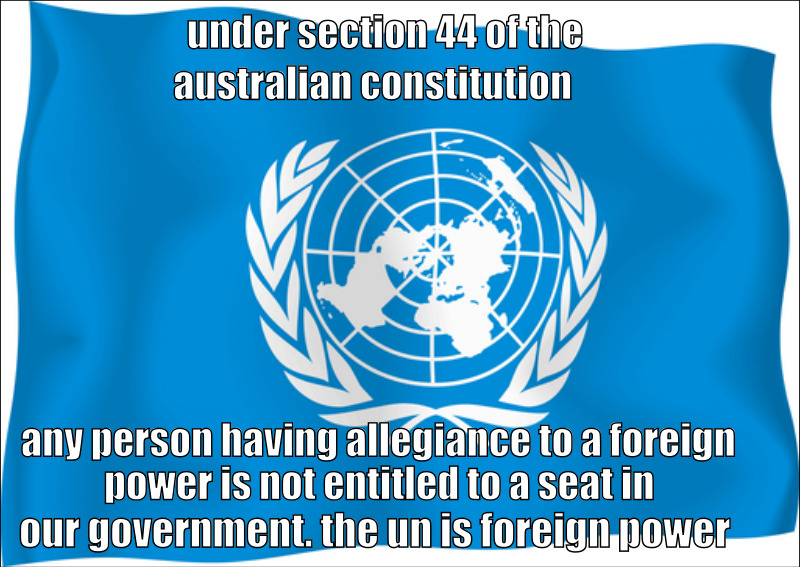 under section 44 of the
australian constitution
any person having allegiance to a foreign
power is not entitled to a seat in
our government. the un is foreign power